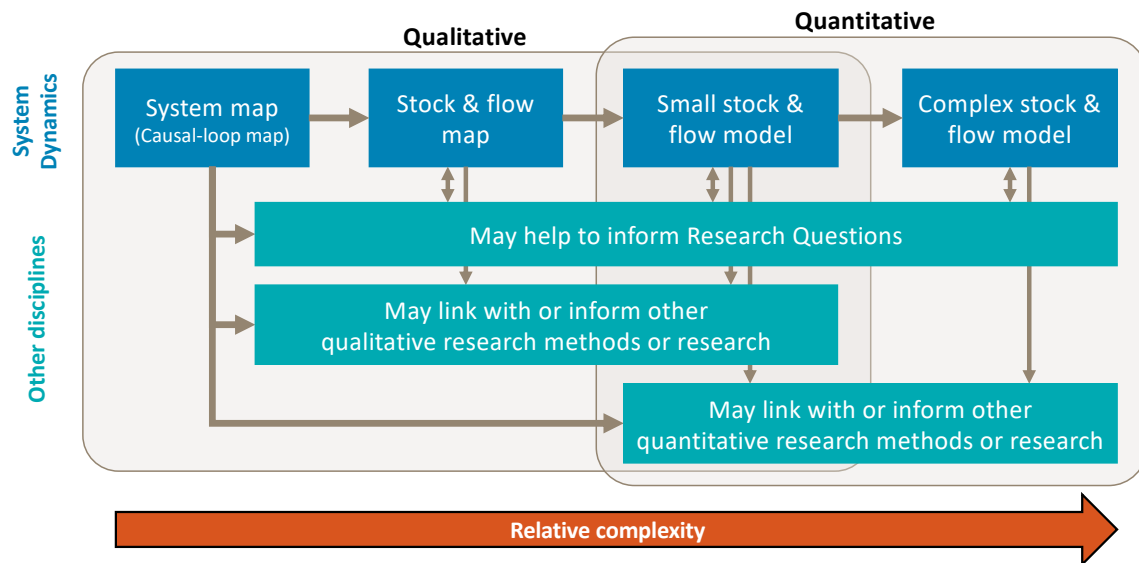 Qualitative
Quantitative
System
Dynamics
System map
(Causal-loop map)
Stock & flow
map
Small stock &
flow model
Complex stock &
flow model
Other disciplines
May help to inform Research Questions
May link with or inform other
qualitative research methods or research
May link with or inform other
quantitative research methods or research
Relative complexity